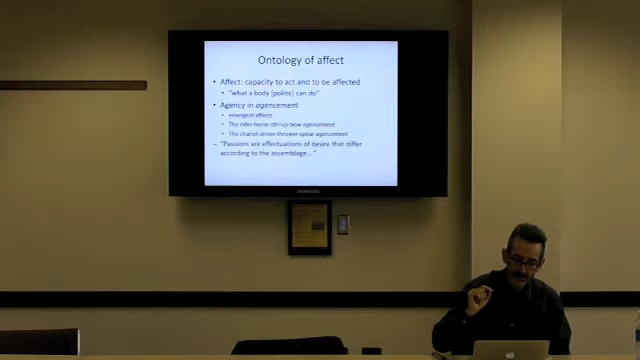 Ontology of affect
• Affect: capacity to act and to be affected
• "what a body [politic] can do"
• Agency in agencement
• emergent effects
• The rider-horse-stirrup-bow agencement
• The chariot-driver-thrower-spear agencement
– "Passions are effectuations of desire that differ
according to the assemblage..."
SAMSUNG